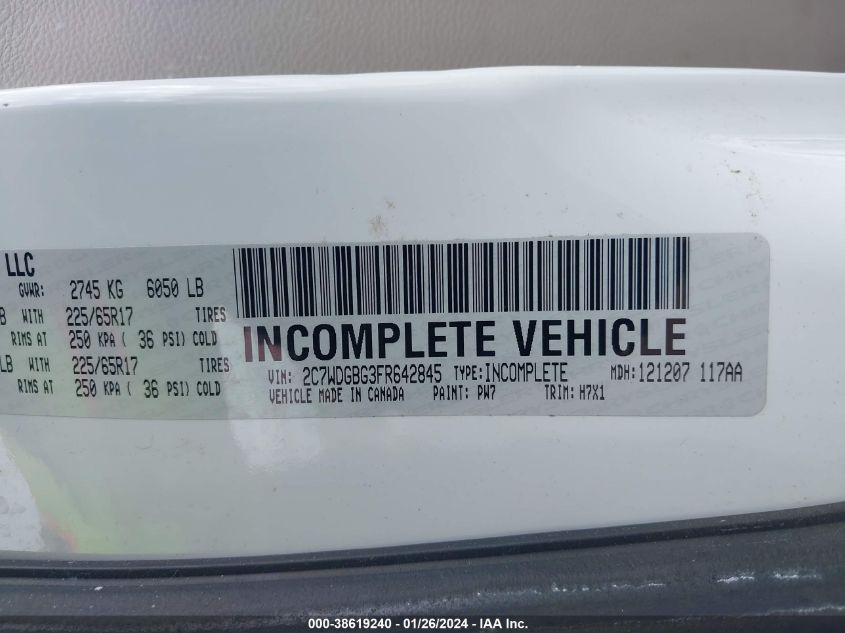 LLC
GVWR: 2745 KG 6050 LB
B WITH 225/65R17 TIRES
RIMS AT 250 KPA ( 36 PSI) COLD
LB WITH 225/65R17 TIRES
RIMS AT 250 KPA ( 36 PSI) COLD
INCOMPLETE VEHICLE
VIN: 2C7WDGBG3FR642845 TYPE:INCOMPLETE MDH:121207 117AA
VEHICLE MADE IN CANADA PAINT: PW7 TRIM: H7X1
000-38619240 - 01/26/2024 - IAA Inc.